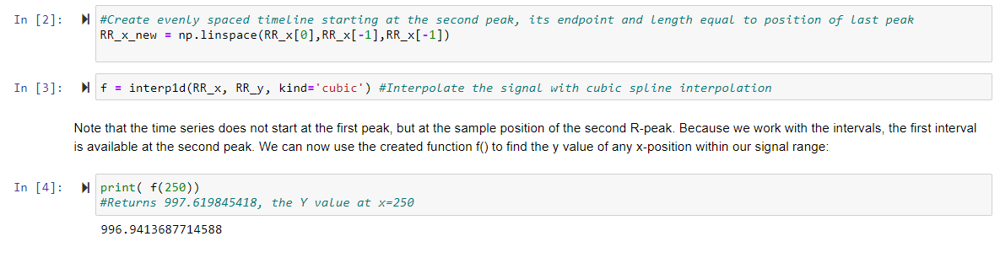 In [2]: #Create evenly spaced timeline starting at the second peak, its endpoint and length equal to position of last peak
RR_x_new = np.linspace(RR_x[0],RR_x[-1],RR_x[-1])
In [3]: f = interp1d(RR_x, RR_y, kind='cubic') #Interpolate the signal with cubic spline interpolation
Note that the time series does not start at the first peak, but at the sample position of the second R-peak. Because we work with the intervals, the first interval
is available at the second peak. We can now use the created function f() to find the y value of any x-position within our signal range:
In [4]: print( f(250))
#Returns 997.619845418, the Y value at x=250
996.9413687714588